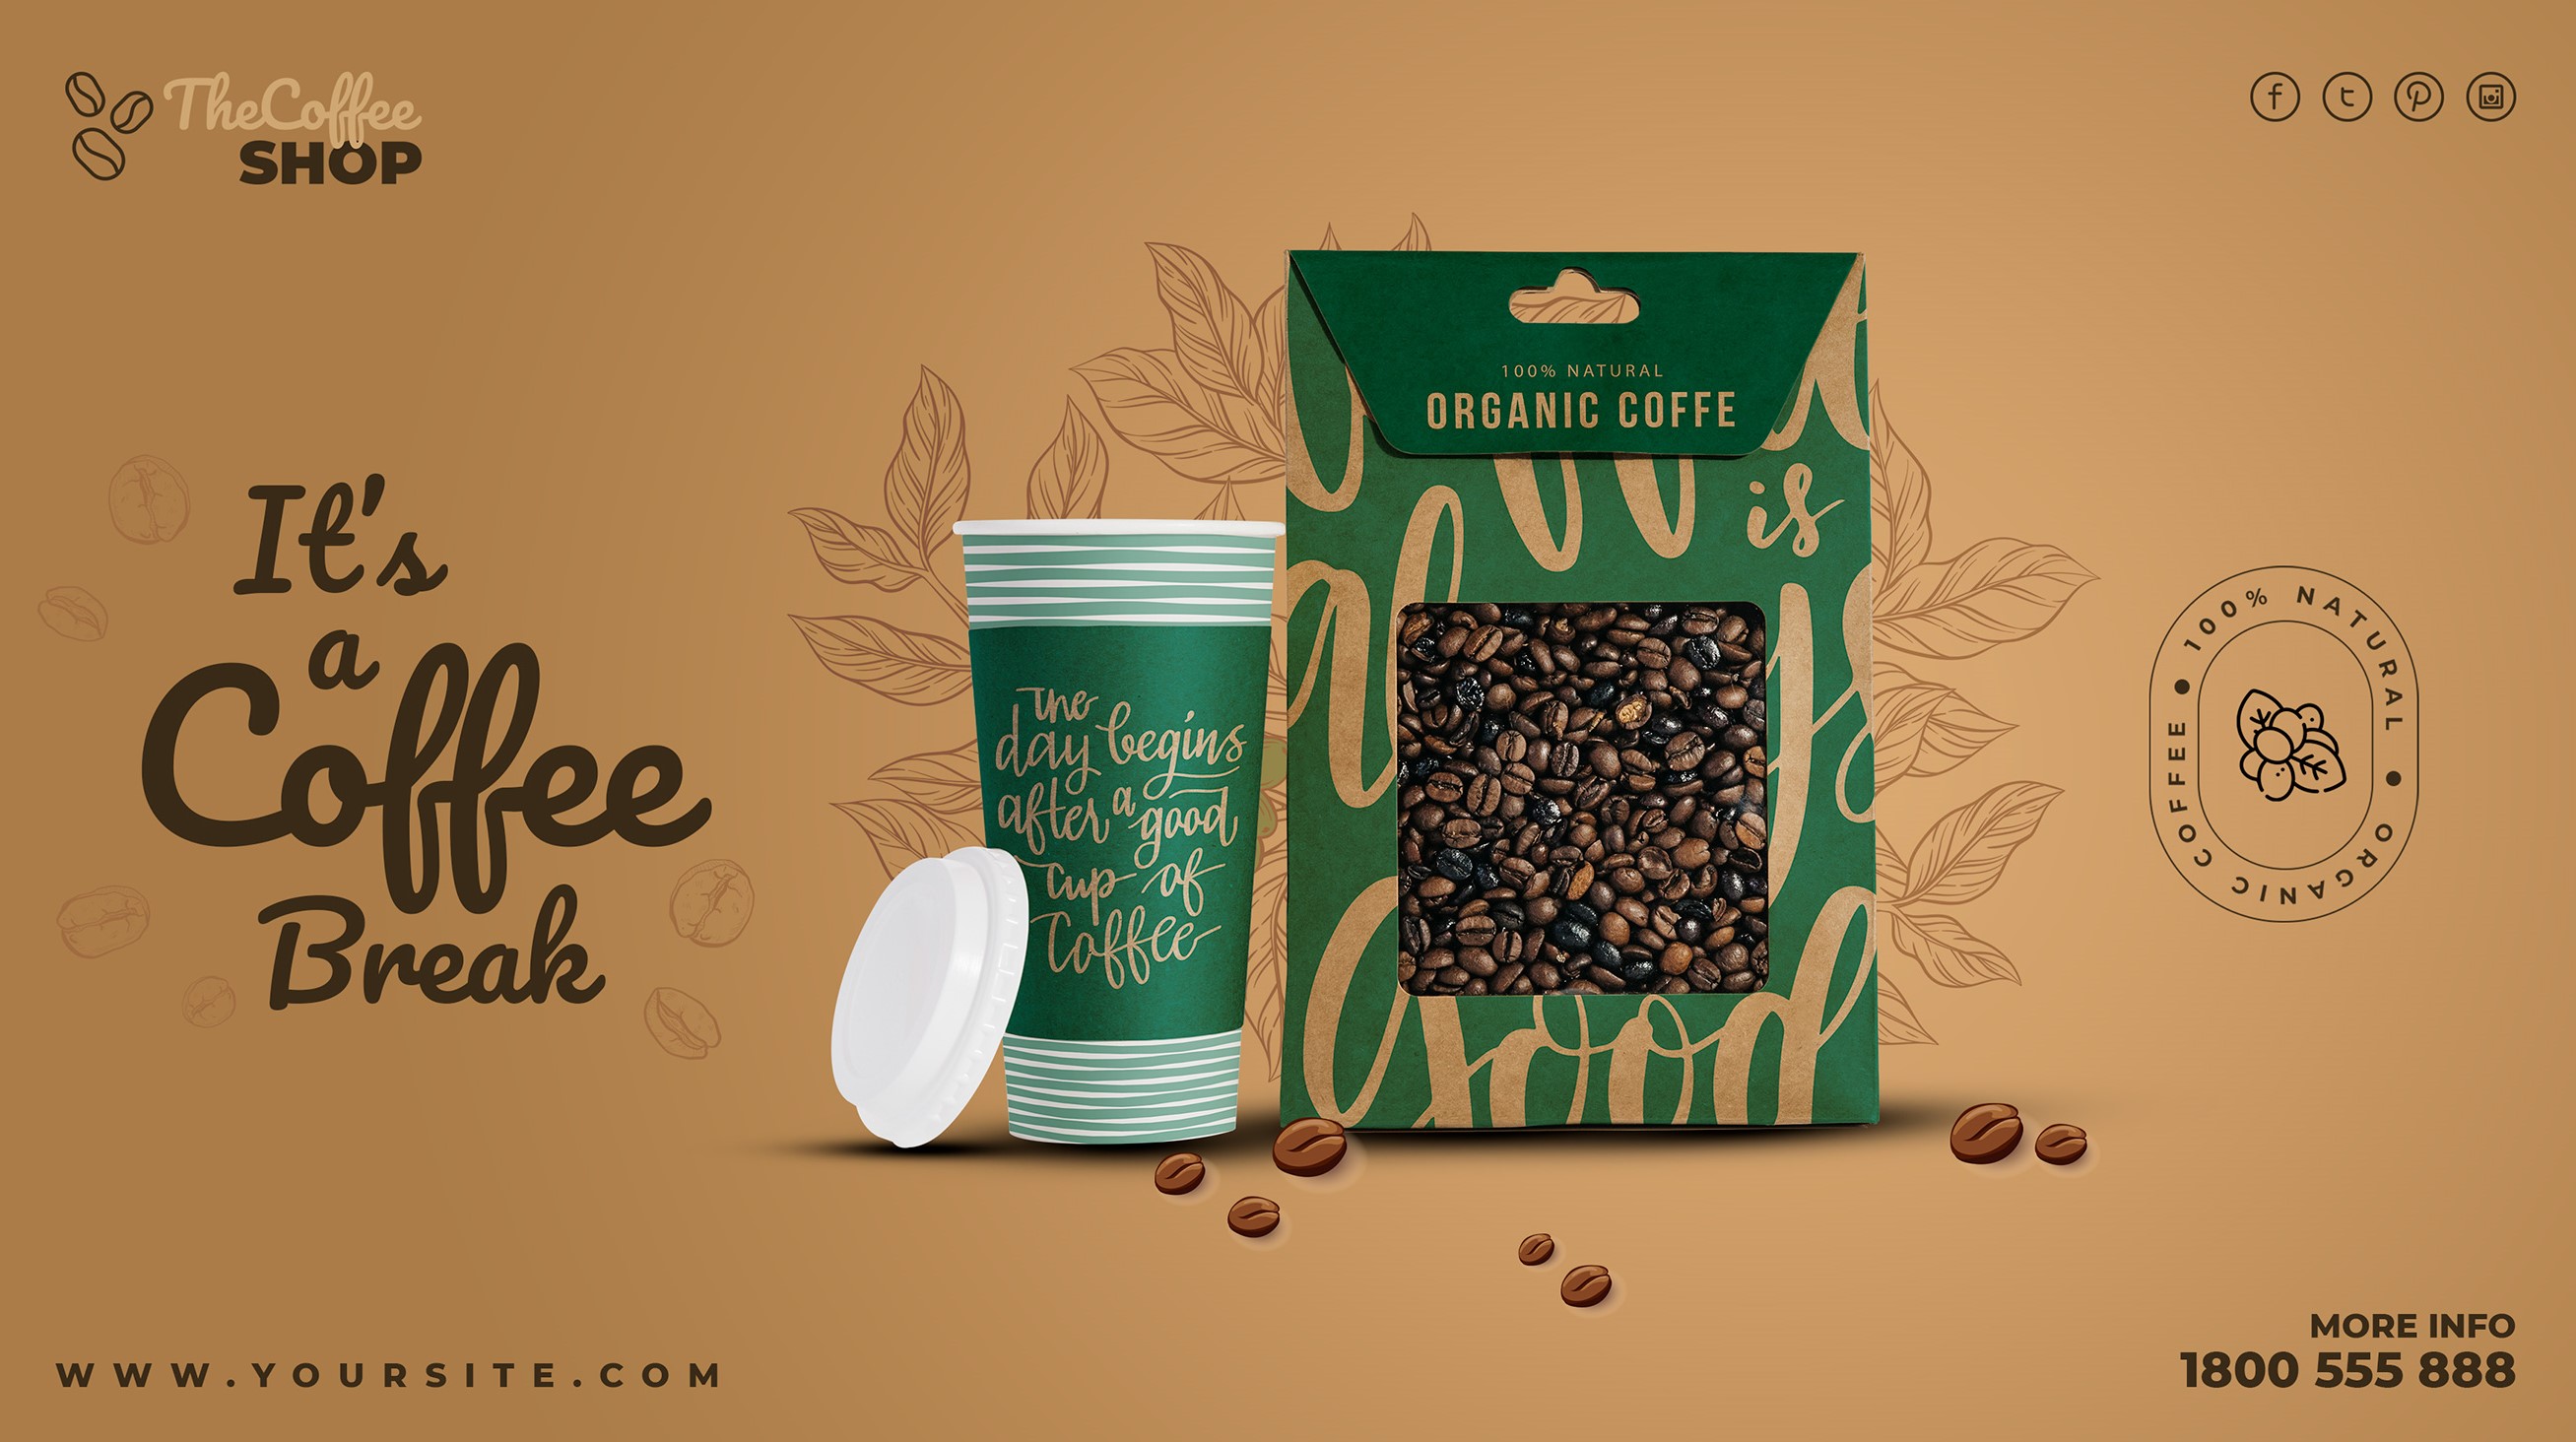 TheCoffee
SHOP
It's
a
Coffee
Break
100% NATURAL
ORGANIC COFFE
is
good
the
day begins
after a good
cup of
Coffee
100% NATURAL • ORGANIC COFFEE •
WWW.YOURSITE.COM
MORE INFO
1800 555 888